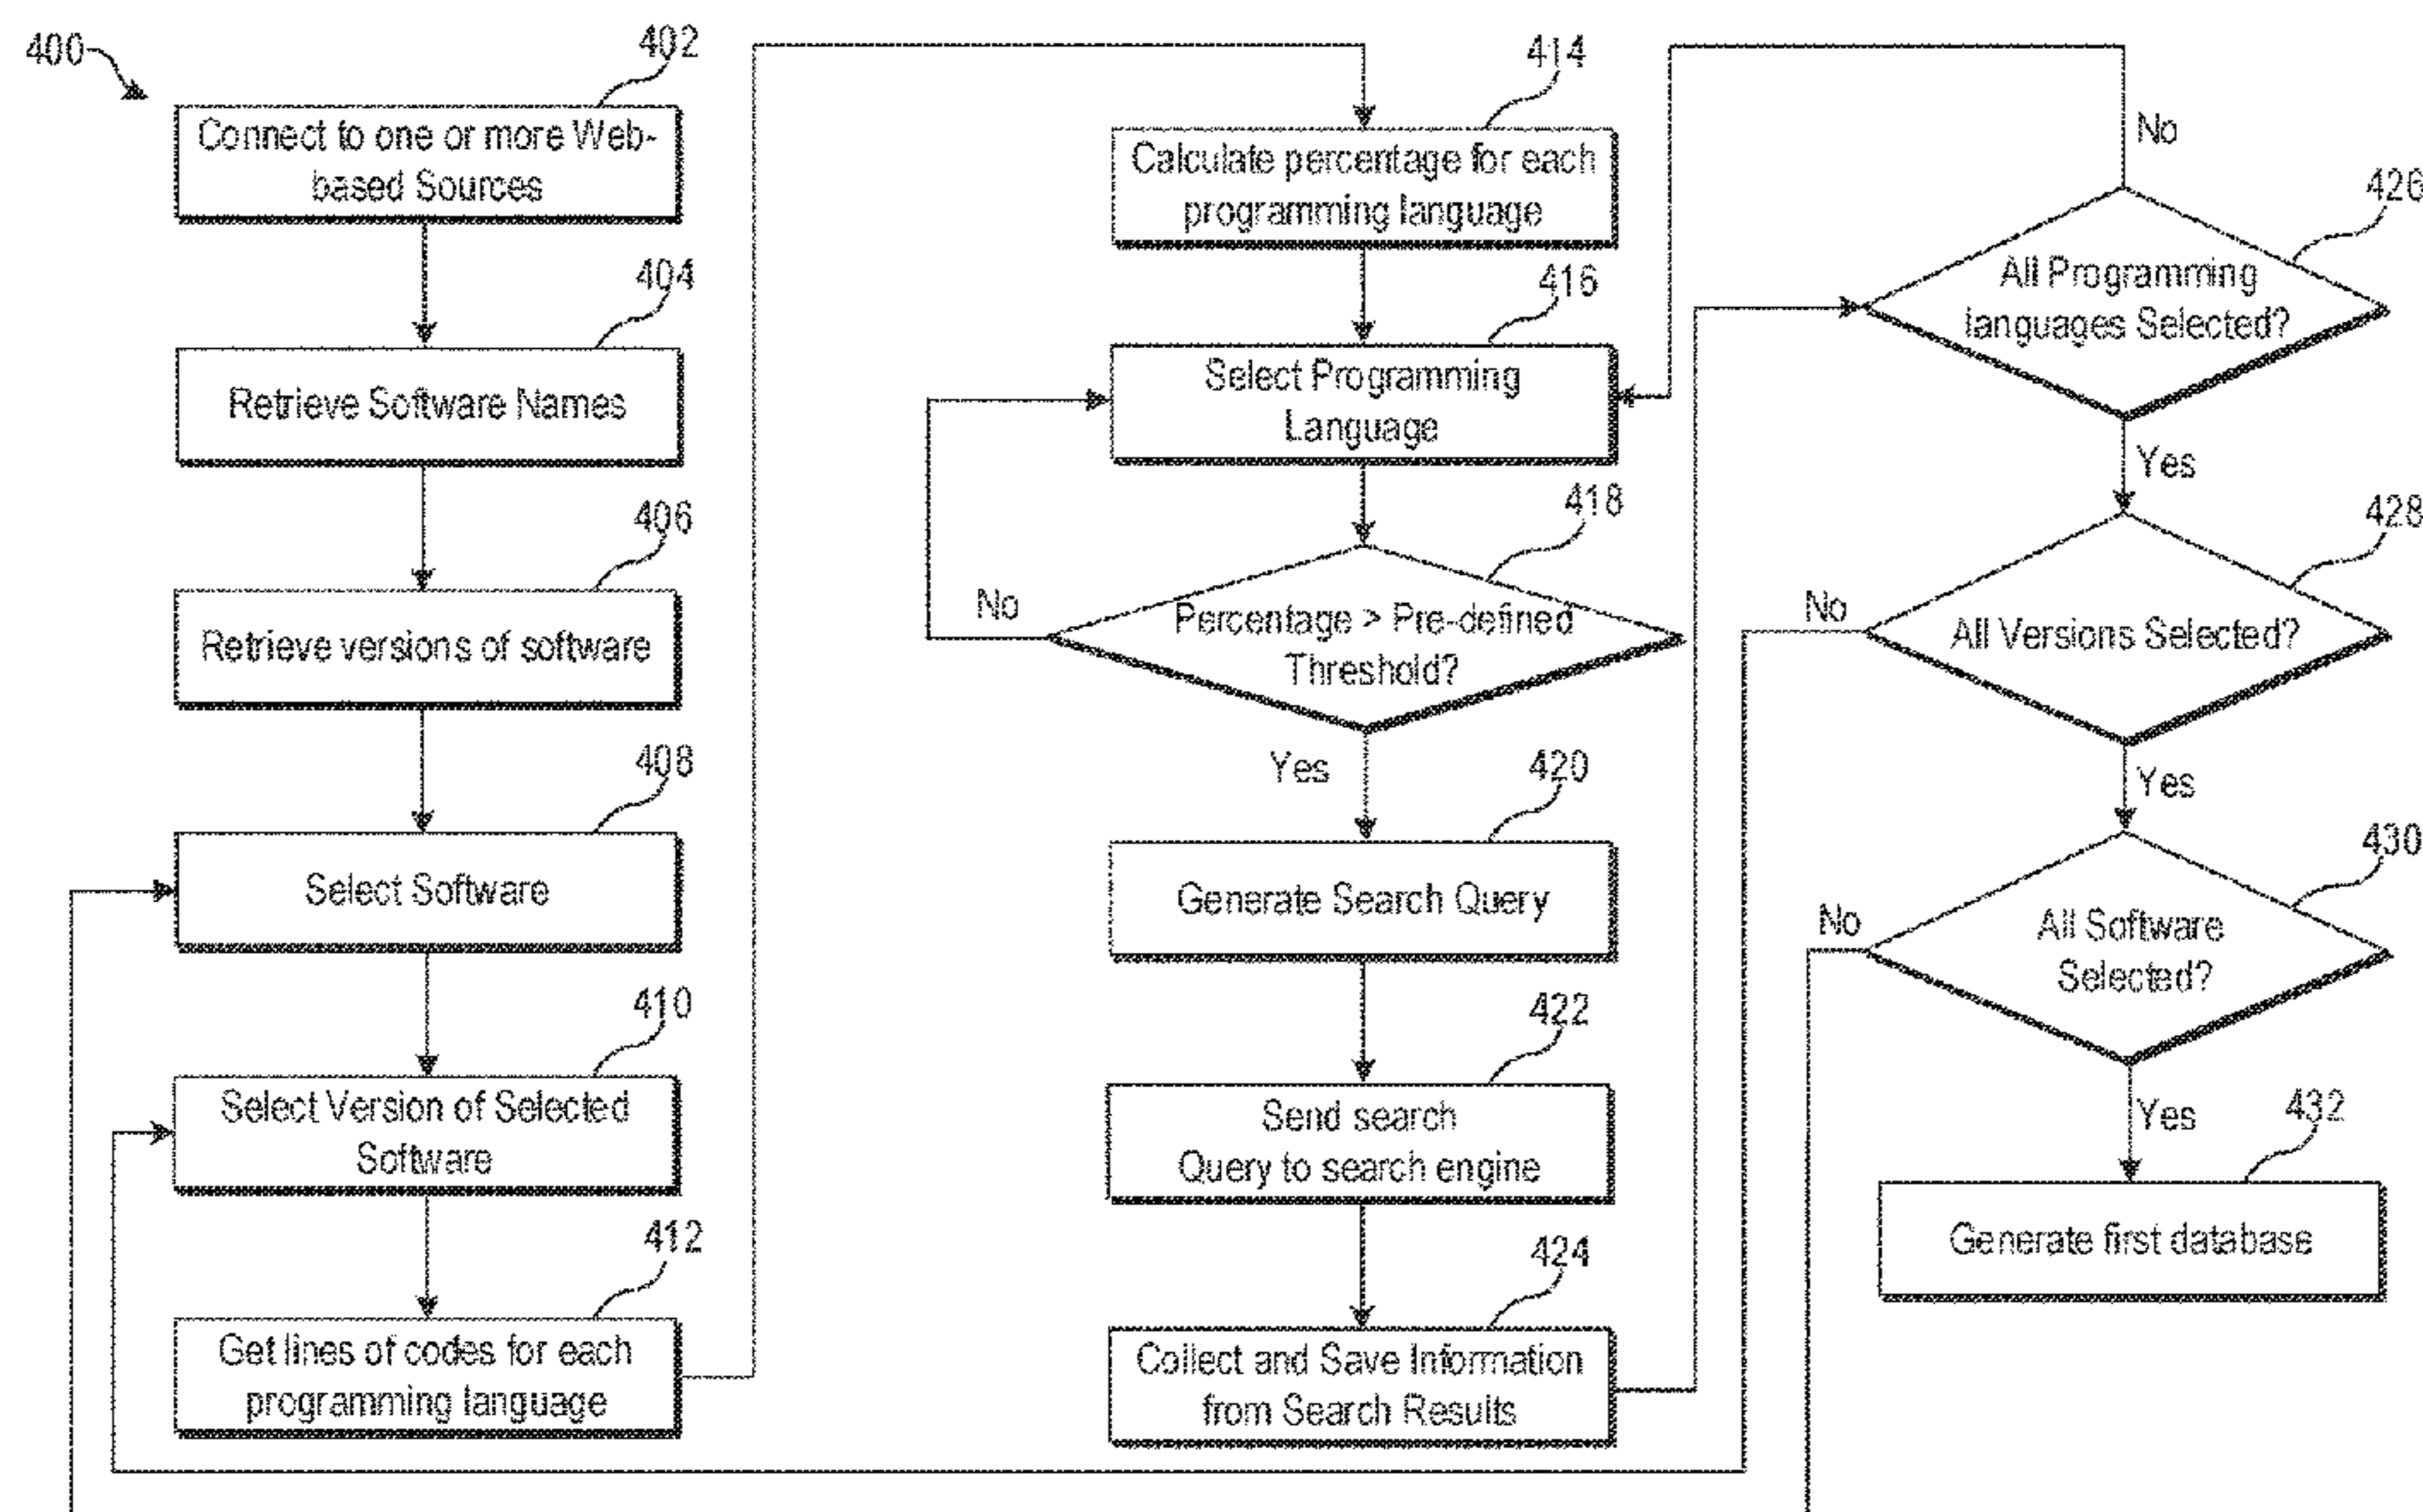 400
402
Connect to one or more Web-
based Sources
404
Retrieve Software Names
406
Retrieve versions of software
408
Select Software
410
Select Version of Selected
Software
412
Get lines of codes for each
programming language
414
Calculate percentage for each
programming language
416
Select Programming
Language
418
Percentage > Pre-defined
Threshold?
No
Yes
420
Generate Search Query
422
Send search
Query to search engine
424
Collect and Save Information
from Search Results
No
426
All Programming
languages Selected?
Yes
428
No
All Versions Selected?
Yes
430
No
All Software
Selected?
Yes
432
Generate first database